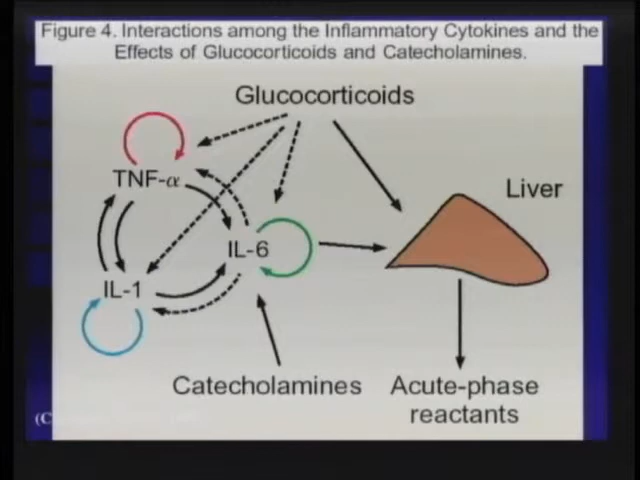 Figure 4. Interactions among the Inflammatory Cytokines and the
Effects of Glucocorticoids and Catecholamines.
Glucocorticoids
TNF-α
Liver
IL-6
IL-1
Catecholamines
Acute-phase
reactants
(C